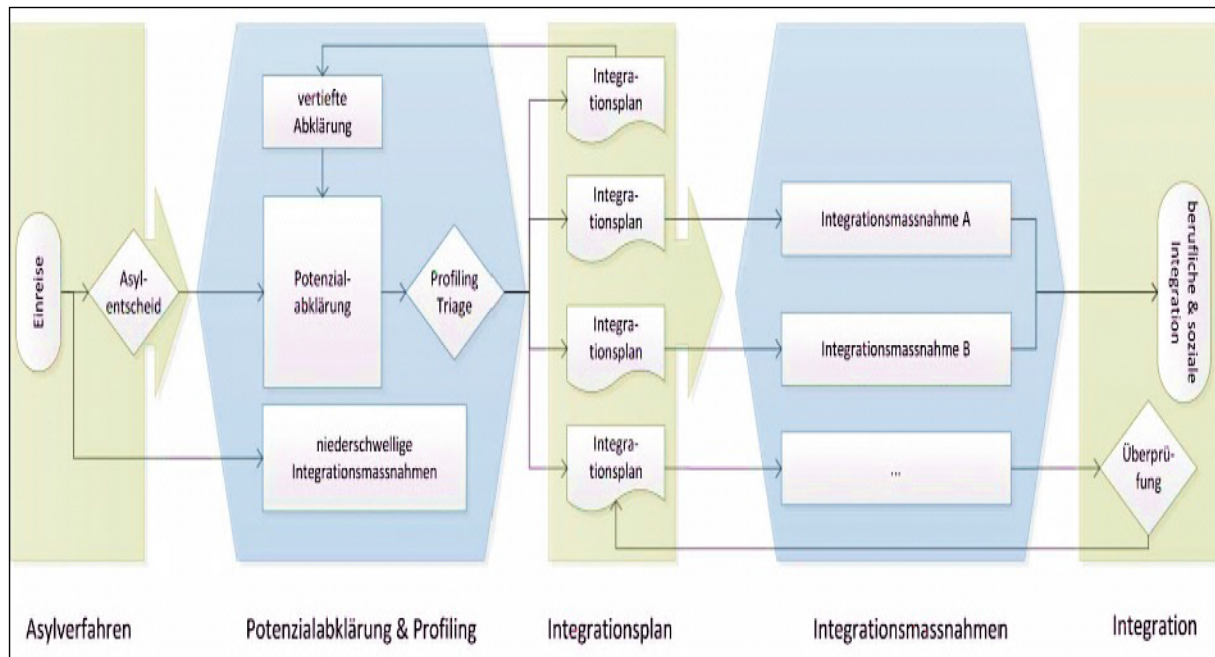 Einreise
Asyl-
entscheid
vertiefte
Abklärung
Potenzial-
abklärung
niederschwellige
Integrationsmassnahmen
Profiling
Triage
Integra-
tionsplan
Integra-
tionsplan
Integra-
tionsplan
Integra-
tionsplan
Integrationsmassnahme A
Integrationsmassnahme B
...
berufliche & soziale
Integration
Überprü-
fung
Asylverfahren
Potenzialabklärung & Profiling
Integrationsplan
Integrationsmassnahmen
Integration